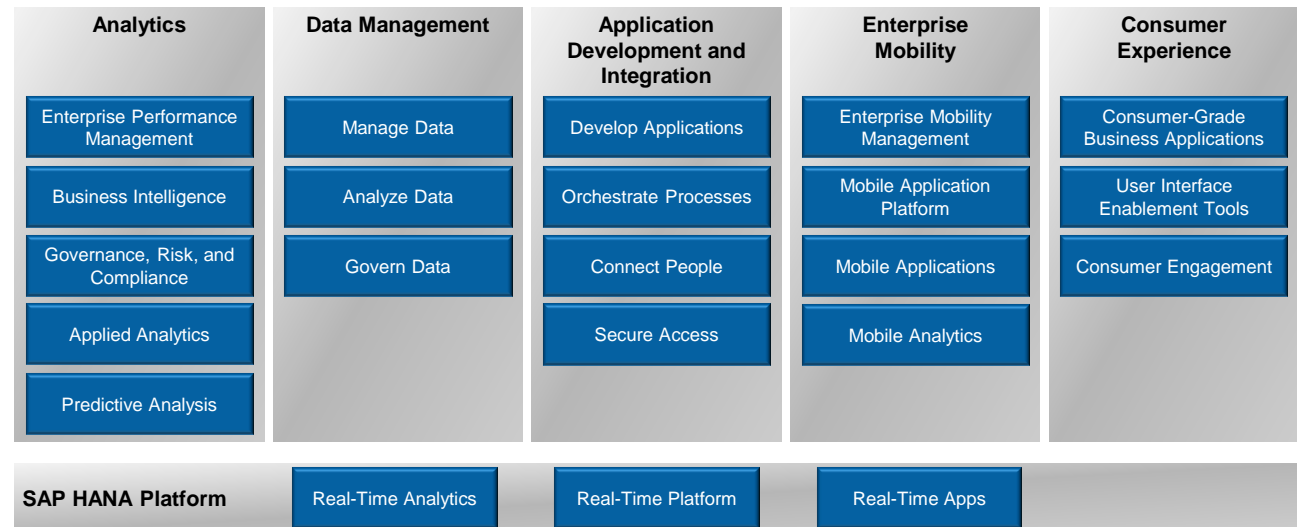 Analytics
Enterprise Performance
Management
Business Intelligence
Governance, Risk, and
Compliance
Applied Analytics
Predictive Analysis
Data Management
Manage Data
Analyze Data
Govern Data
Application
Development and
Integration
Develop Applications
Orchestrate Processes
Connect People
Secure Access
Enterprise
Mobility
Enterprise Mobility
Management
Mobile Application
Platform
Mobile Applications
Mobile Analytics
Consumer
Experience
Consumer-Grade
Business Applications
User Interface
Enablement Tools
Consumer Engagement
SAP HANA Platform
Real-Time Analytics
Real-Time Platform
Real-Time Apps